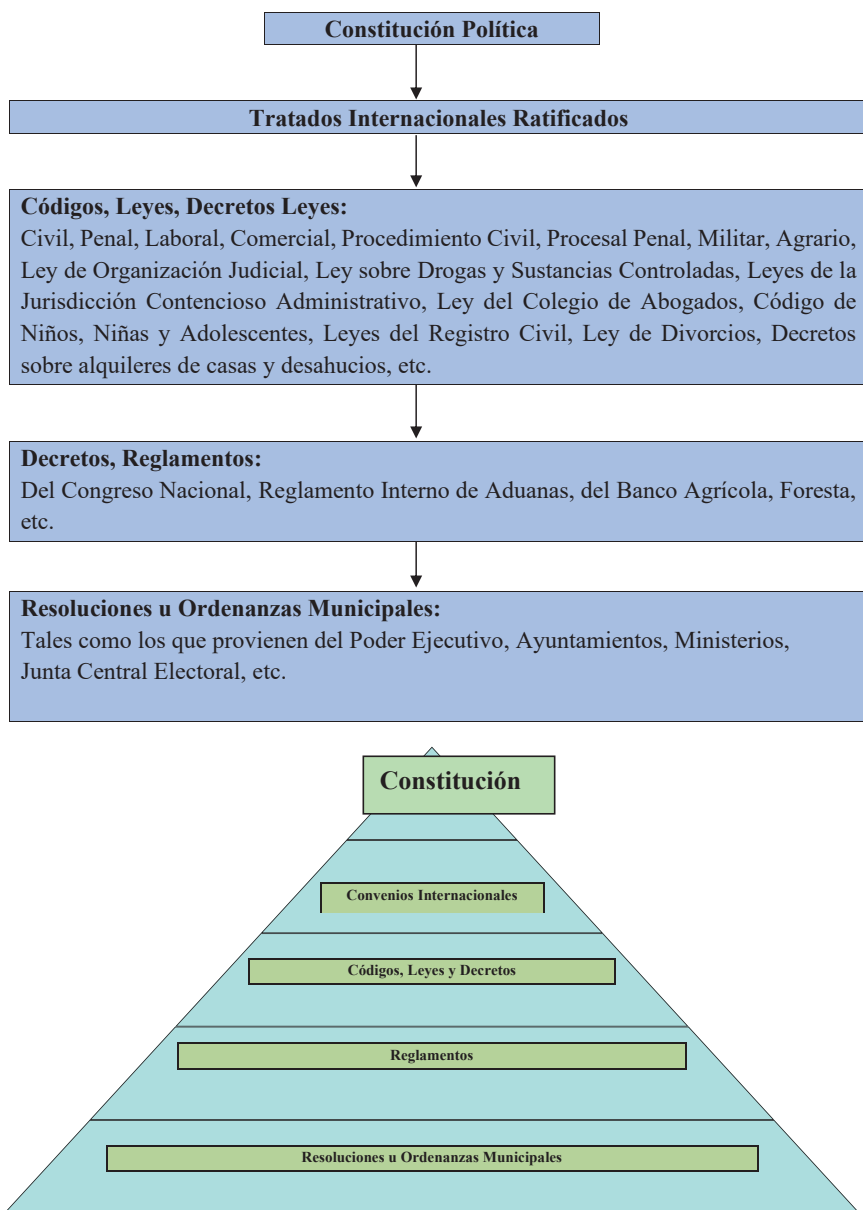 Constitución Política
Tratados Internacionales Ratificados
Códigos, Leyes, Decretos Leyes:
Civil, Penal, Laboral, Comercial, Procedimiento Civil, Procesal Penal, Militar, Agrario,
Ley de Organización Judicial, Ley sobre Drogas y Sustancias Controladas, Leyes de la
Jurisdicción Contencioso Administrativo, Ley del Colegio de Abogados, Código de
Niños, Niñas y Adolescentes, Leyes del Registro Civil, Ley de Divorcios, Decretos
sobre alquileres de casas y desahucios, etc.
Decretos, Reglamentos:
Del Congreso Nacional, Reglamento Interno de Aduanas, del Banco Agrícola, Foresta,
etc.
Resoluciones u Ordenanzas Municipales:
Tales como los que provienen del Poder Ejecutivo, Ayuntamientos, Ministerios,
Junta Central Electoral, etc.
Constitución
Convenios Internacionales
Códigos, Leyes y Decretos
Reglamentos
Resoluciones u Ordenanzas Municipales